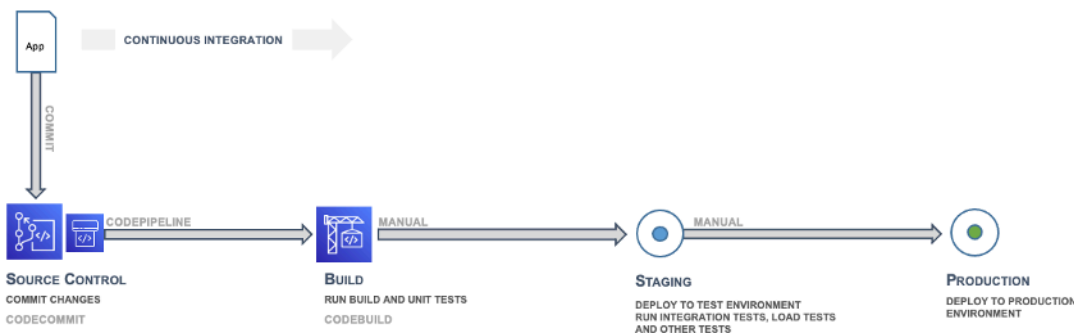 App
CONTINUOUS INTEGRATION
COMMIT
CODEPIPELINE
MANUAL
MANUAL
SOURCE CONTROL
COMMIT CHANGES
CODECOMMIT
BUILD
RUN BUILD AND UNIT TESTS
CODEBUILD
STAGING
DEPLOY TO TEST ENVIRONMENT
RUN INTEGRATION TESTS, LOAD TESTS
AND OTHER TESTS
PRODUCTION
DEPLOY TO PRODUCTION
ENVIRONMENT